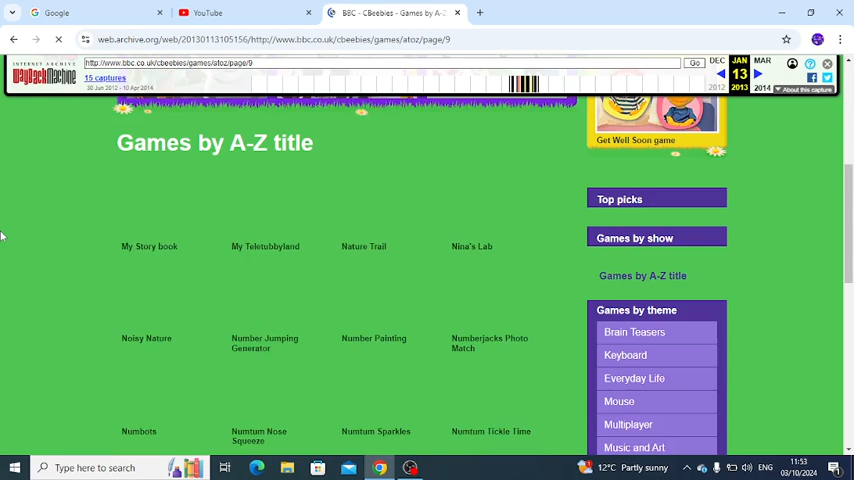 Google
YouTube
BBC - CBeebies - Games by A-Z
web.archive.org/web/20130113105156/http://www.bbc.co.uk/cbeebies/games/atoz/page/9
INTERNET ARCHIVE
WayBackMachine
http://www.bbc.co.uk/cbeebies/games/atoz/page/9
Go
DEC
JAN
MAR
15 captures
13
30 Jun 2012 - 10 Apr 2014
2012
2013
2014
About this capture
Get Well Soon game
Games by A-Z title
Top picks
Games by show
Games by A-Z title
My Story book
My Teletubbyland
Nature Trail
Nina's Lab
Games by theme
Brain Teasers
Keyboard
Everyday Life
Mouse
Multiplayer
Music and Art
Noisy Nature
Number Jumping
Generator
Number Painting
Numberjacks Photo
Match
Numbots
Numtum Nose
Squeeze
Numtum Sparkles
Numtum Tickle Time
Type here to search
12°C Partly sunny
ENG
11:53
03/10/2024